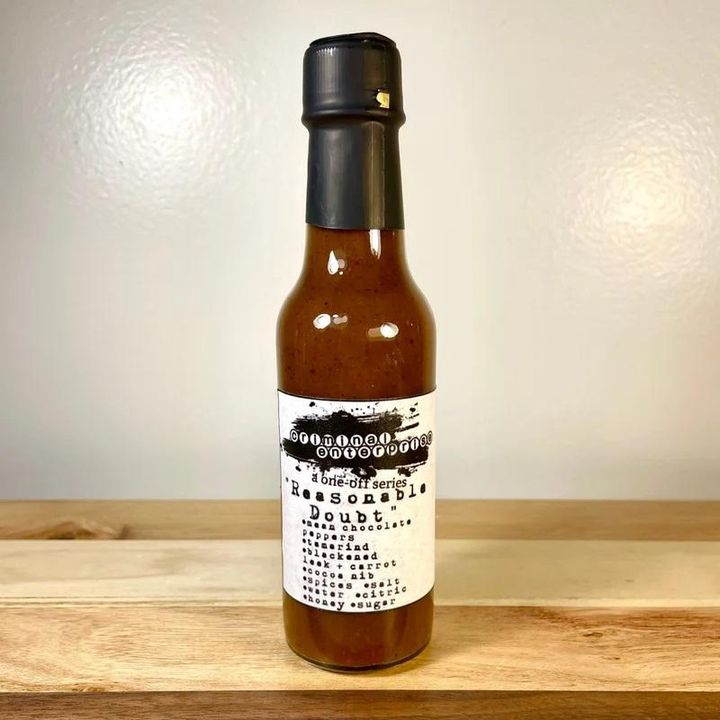 criminal
enterprise
a one-off series
"Reasonable
Doubt"
•mean chocolate
peppers
•tamarind
•blackened
leek + carrot
•cocoa nib
•spices •salt
•water •citric
•honey •sugar